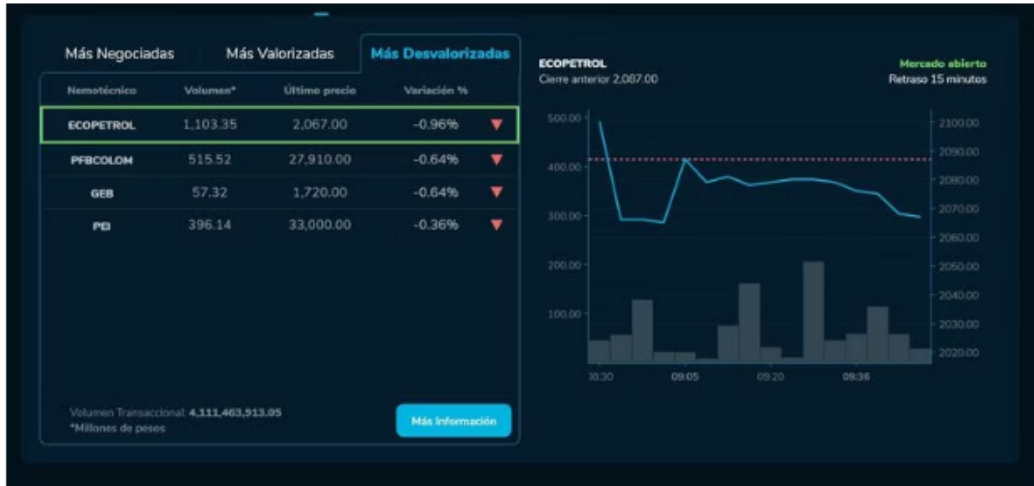 Más Negociadas
Más Valorizadas
Más Desvalorizadas
Nemotécnico Volumen* Último precio Variación %
ECOPETROL 1,103.35 2,067.00 -0.96%
PFBCOLOM 515.52 27,910.00 -0.64%
GEB 57.32 1,720.00 -0.64%
PEI 396.14 33,000.00 -0.36%
Volumen Transaccional 4,111,463,913.05
*Millones de pesos
Más Información
ECOPETROL
Cierre anterior 2,087.00
Mercado abierto
Retraso 15 minutos
500.00
400.00
300.00
200.00
100.00
2100.00
2090.00
2080.00
2070.00
2060.00
2050.00
2040.00
2030.00
2020.00
08:30 09:05 09:20 09:36